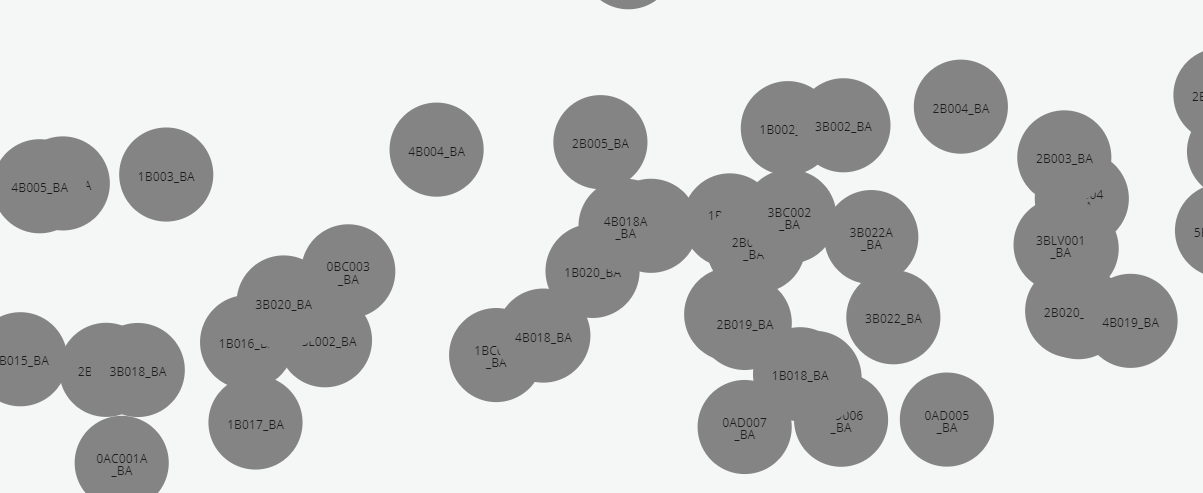 2B004_BA
1B002_
3B002_BA
2B005_BA
4B004_BA
2B003_BA
1B003_BA
4B005_BA
3BC002
_BA
4B018A
_BA
3B022A
_BA
3BLV001
_BA
0BC003
_BA
1B020_BA
3B020_BA
2B020_
3B022_BA
4B019_BA
2B019_BA
4B018_BA
1B016_
B015_BA
3B018_BA
1B018_BA
0AD005
_BA
0AD007
_BA
1B017_BA
0AC001A
_BA